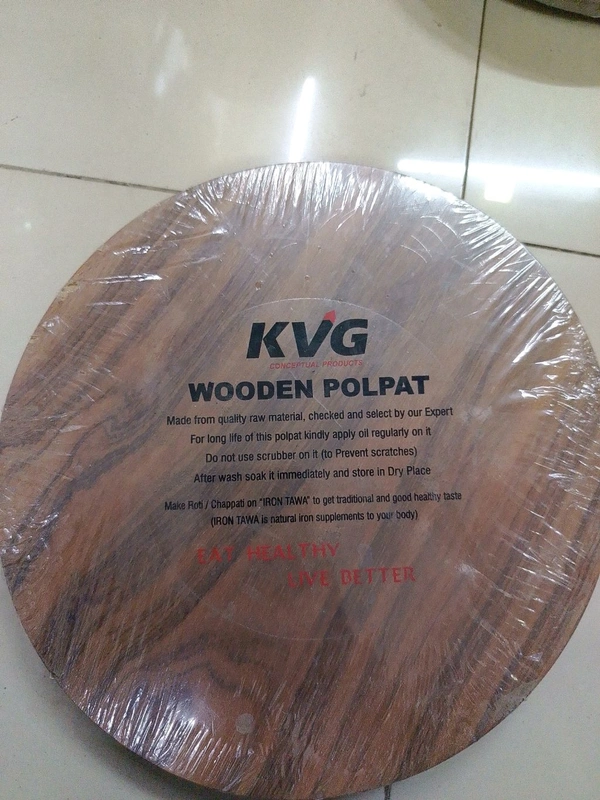 KVG
CONCEPTUAL PRODUCTS
WOODEN POLPAT
Made from quality raw material, checked and select by our Expert
For long life of this polpat kindly apply oil regularly on it
Do not use scrubber on it (to Prevent scratches)
After wash soak it immediately and store in Dry Place
Make Roti / Chappati on "IRON TAWA" to get traditional and good healthy taste
(IRON TAWA is natural iron supplements to your body)
EAT HEALTHY
LIVE BETTER